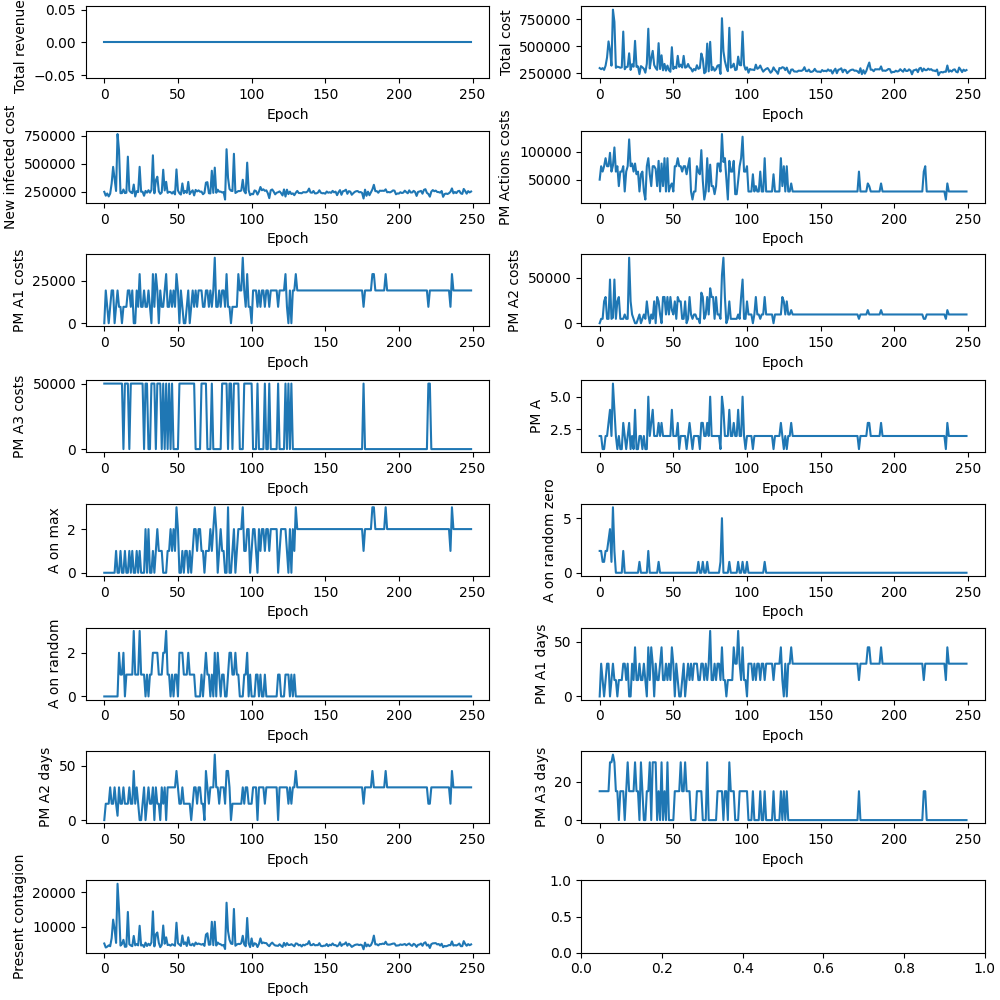 Total revenue
0.05
0.00
−0.05
0 50 100 150 200 250
Epoch
Total cost
750000
500000
250000
0 50 100 150 200 250
Epoch
New infected cost
750000
500000
250000
0 50 100 150 200 250
Epoch
PM Actions costs
100000
50000
0 50 100 150 200 250
Epoch
PM A1 costs
25000
0
0 50 100 150 200 250
Epoch
PM A2 costs
50000
0
0 50 100 150 200 250
Epoch
PM A3 costs
50000
0
0 50 100 150 200 250
Epoch
PM A
5.0
2.5
0 50 100 150 200 250
Epoch
A on max
2
0
0 50 100 150 200 250
Epoch
A on random zero
5
0
0 50 100 150 200 250
Epoch
A on random
2
0
0 50 100 150 200 250
Epoch
PM A1 days
50
0
0 50 100 150 200 250
Epoch
PM A2 days
50
0
0 50 100 150 200 250
Epoch
PM A3 days
20
0
0 50 100 150 200 250
Epoch
Present contagion
20000
10000
0 50 100 150 200 250
Epoch
1.0
0.5
0.0
0.0 0.2 0.4 0.6 0.8 1.0